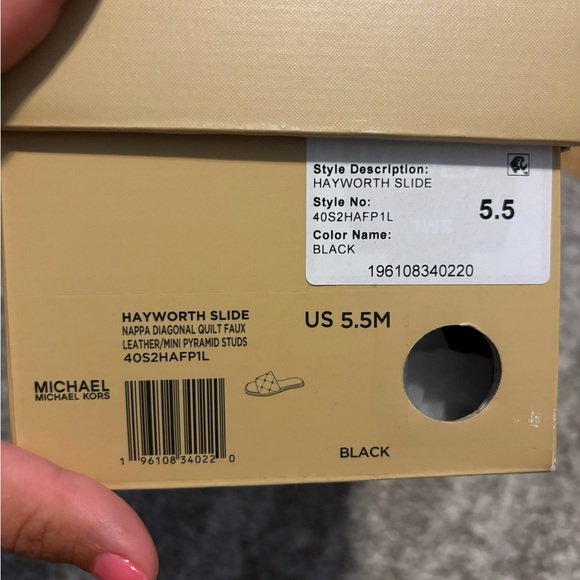 Style Description:
HAYWORTH SLIDE
Style No:
40S2HAFP1L
5.5
Color Name:
BLACK
196108340220
HAYWORTH SLIDE
NAPPA DIAGONAL QUILT FAUX
LEATHER/MINI PYRAMID STUDS
40S2HAFP1L
US 5.5M
MICHAEL
MICHAEL KORS
1 96108 34022 0
BLACK